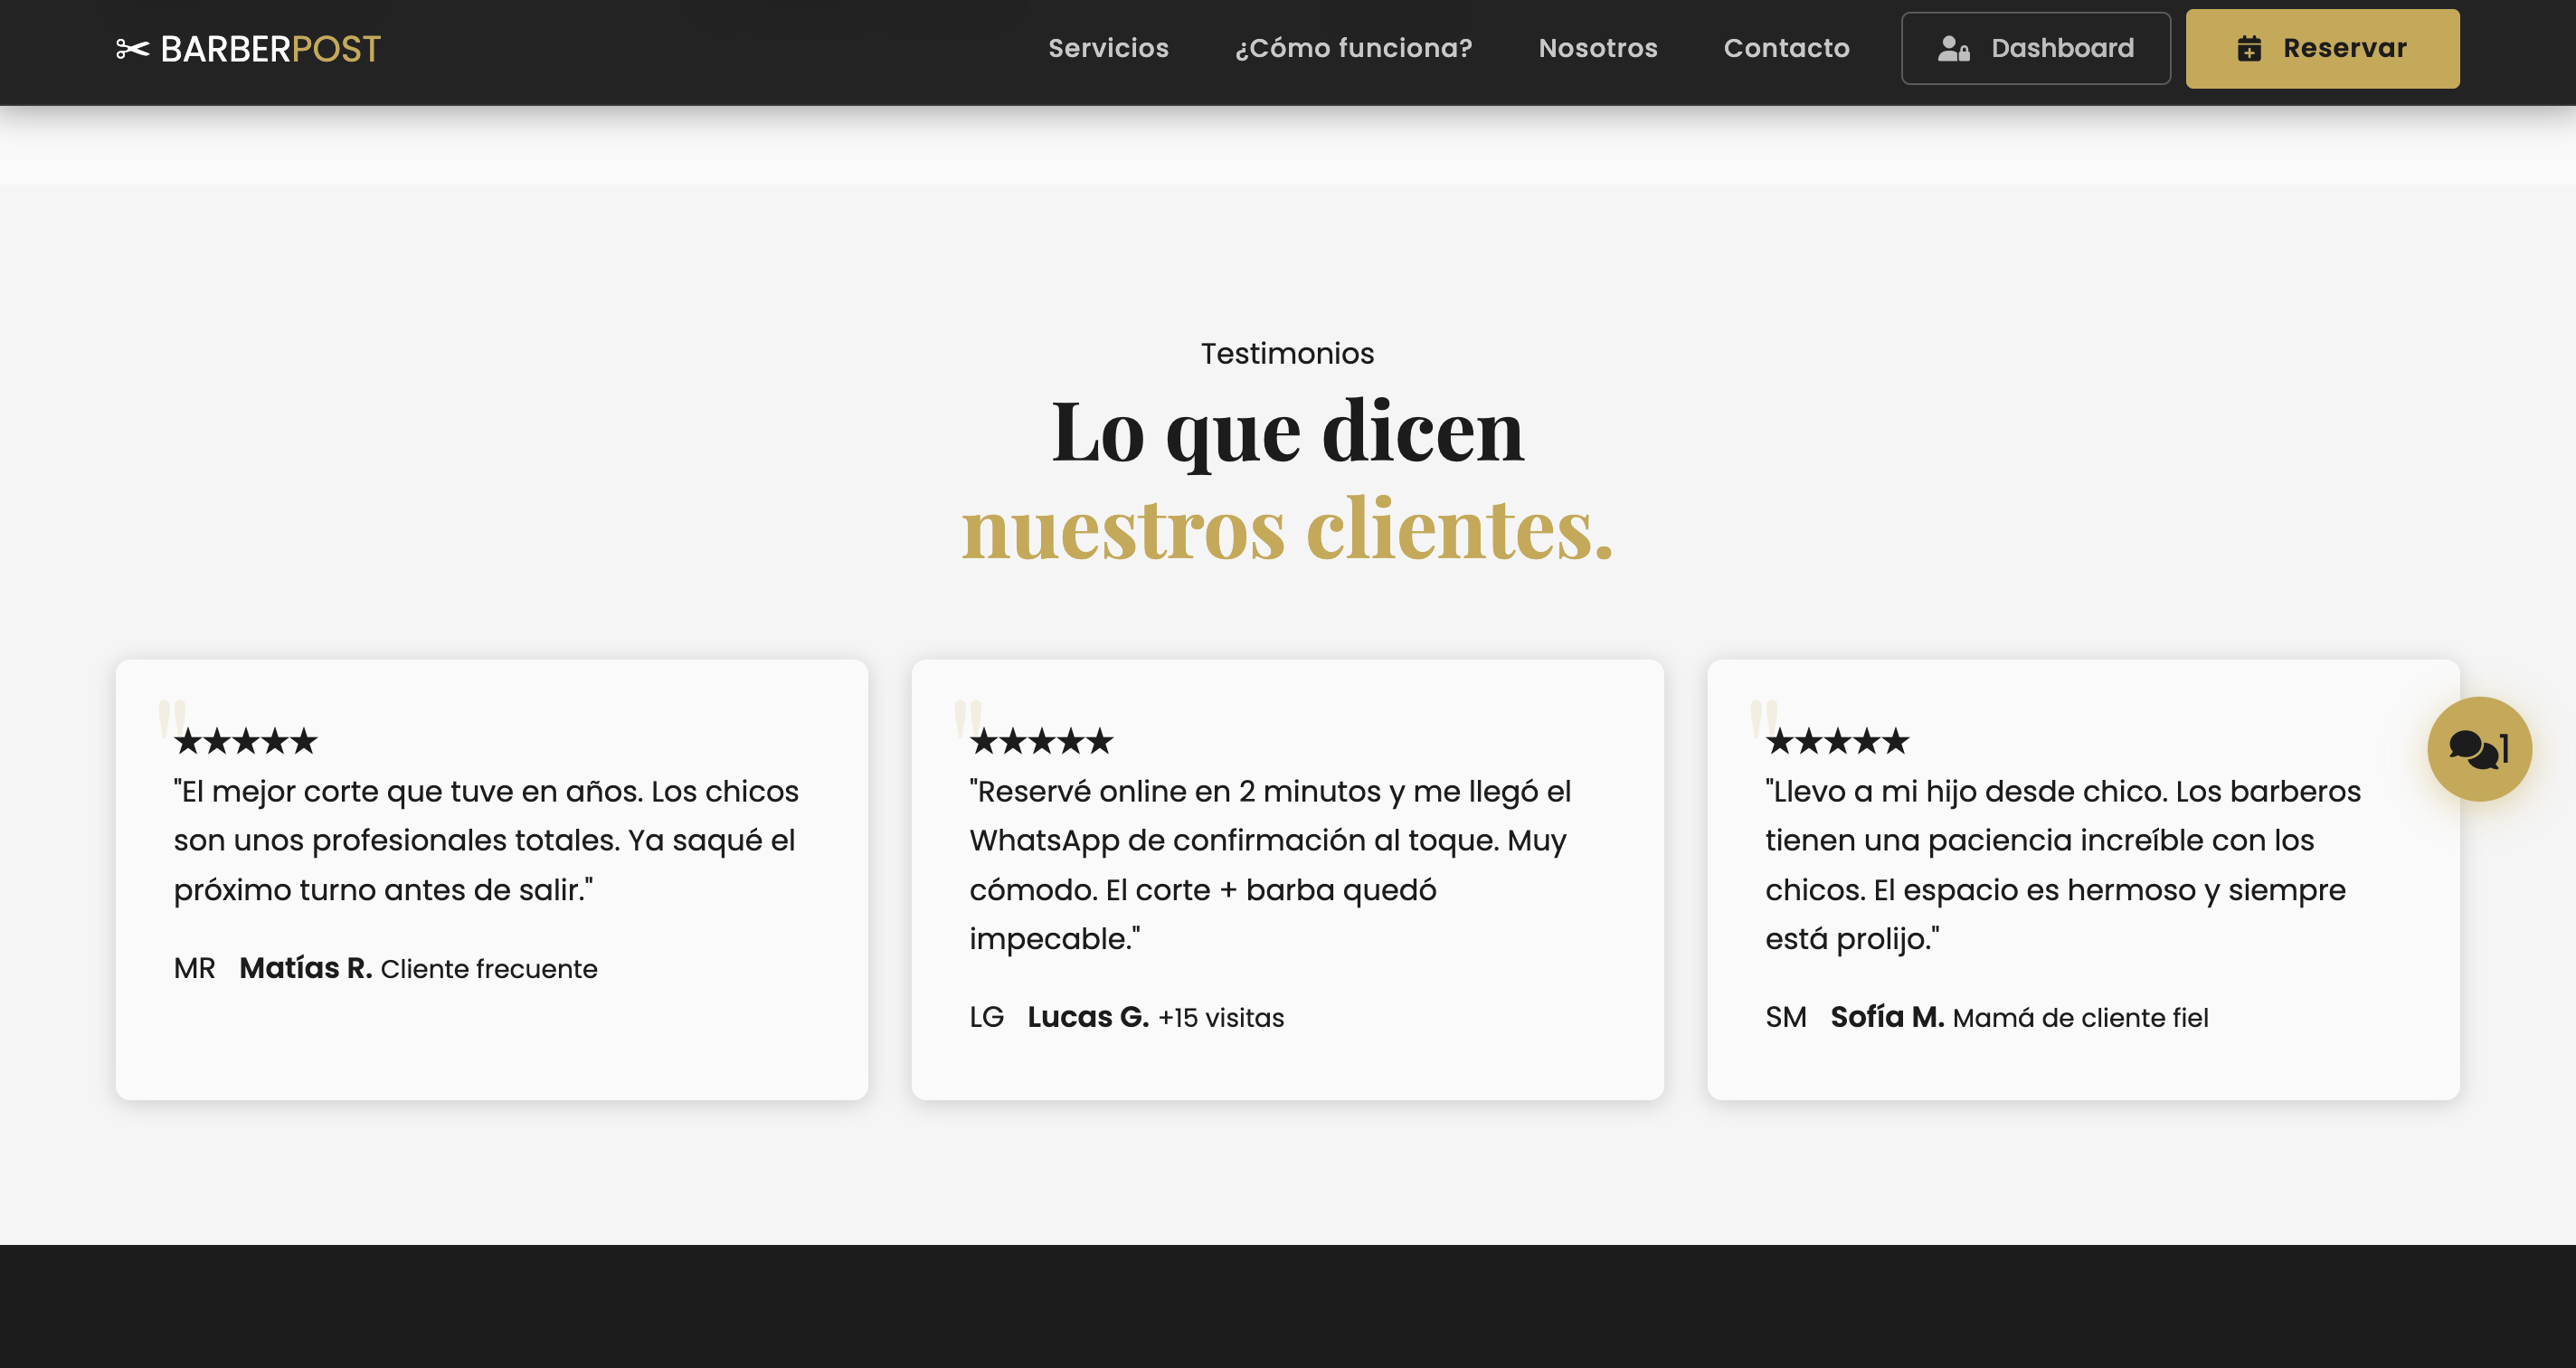 BARBERPOST
Servicios
¿Cómo funciona?
Nosotros
Contacto
Dashboard
Reservar
Testimonios
Lo que dicen
nuestros clientes.
"
★★★★★
"El mejor corte que tuve en años. Los chicos
son unos profesionales totales. Ya saqué el
próximo turno antes de salir."
MR Matías R. Cliente frecuente
"
★★★★★
"Reservé online en 2 minutos y me llegó el
WhatsApp de confirmación al toque. Muy
cómodo. El corte + barba quedó
impecable."
LG Lucas G. +15 visitas
"
★★★★★
"Llevo a mi hijo desde chico. Los barberos
tienen una paciencia increíble con los
chicos. El espacio es hermoso y siempre
está prolijo."
SM Sofía M. Mamá de cliente fiel
1